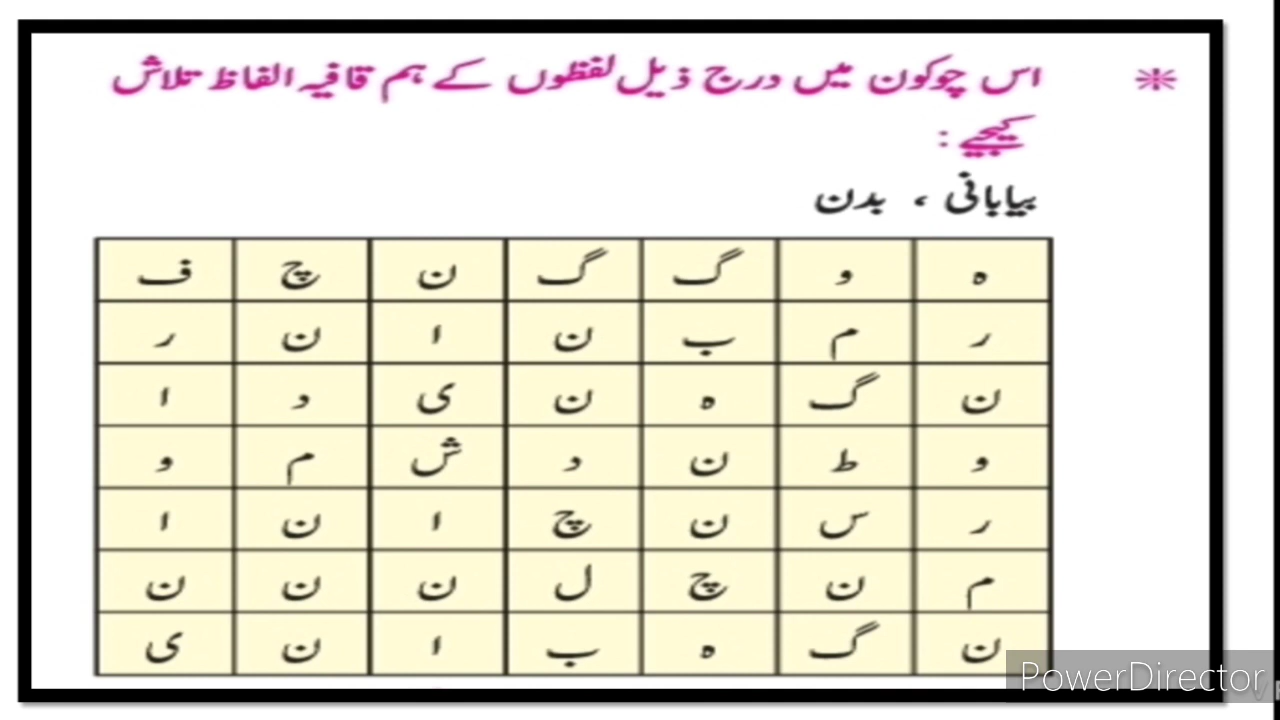 * اس چوکون میں درج ذیل لفظوں کے ہم قافیہ الفاظ تلاش
کیجیے :
بیابانی ، بدن
ہ و گ گ ن چ ف
ر م ب ن ا ن ر
ن گ ہ ن ی د ا
و ط ن د ش م و
ر س ن چ ا ن ا
م ن چ ل ن ن ن
ن گ ہ ب ا ن ی
PowerDirector